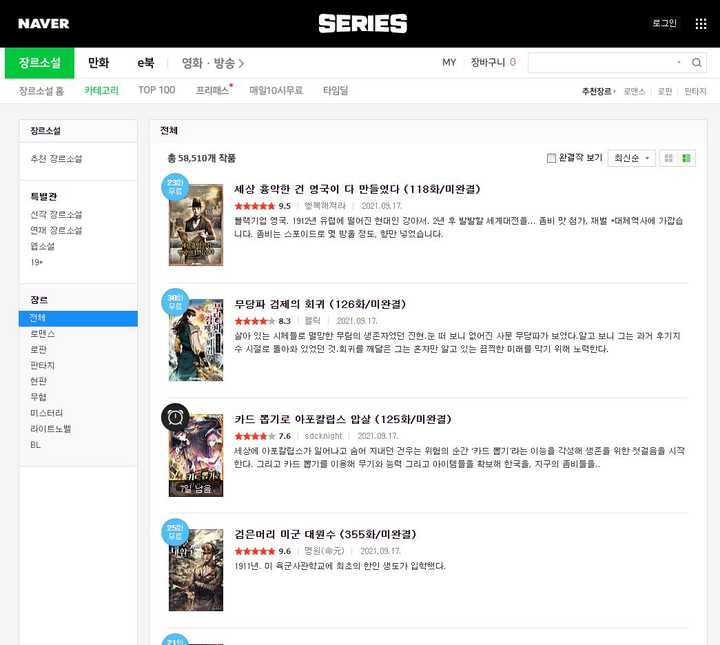 NAVER
SERIES
로그인
장르소설 만화 e북 영화 · 방송
MY 장바구니 0
장르소설 홈 카테고리 TOP 100 프리패스 매일10시무료 타임딜
추천장르 로맨스 로판 판타지
장르소설
추천 장르소설
특별관
신작 장르소설
연재 장르소설
웹소설
19+
장르
전체
로맨스
로판
판타지
현판
무협
미스터리
라이트노벨
BL
전체
총 58,510개 작품
완결작 보기 최신순
23화
무료
세상 흉악한 건 영국이 다 만들었다 (118화/미완결)
9.5 행복해져라 2021.09.17.
블랙기업 영국. 1912년 유럽에 떨어진 현대인 강아서. 2년 후 발발할 세계대전을... 좀비 맛 첨가, 재벌 *대체역사에 가깝습
니다. 좀비는 스포이드로 몇 방울 정도, 향만 넣었습니다.
30화
무료
무당파 검제의 회귀 (126화/미완결)
8.3 2021.09.17.
살아 있는 시체들로 멸망한 무림의 생존자였던 진현.눈 떠 보니 없어진 사문 무당파가 보였다.알고 보니 그는 과거 후기지
수 시절로 돌아와 있었던 것.회귀를 깨달은 그는 혼자만 알고 있는 끔찍한 미래를 막기 위해 노력한다.
카드 뽑기로 아포칼립스 압살 (125화/미완결)
7.6 sdcknight 2021.09.17.
세상에 아포칼립스가 일어나고 숨어 지내던 건우는 위험의 순간 '카드 뽑기'라는 이능을 각성해 생존을 위한 첫걸음을 시작
한다. 그리고 카드 뽑기를 이용해 무기와 능력 그리고 아이템들을 확보해 한국을, 지구의 좀비들을..
7일 남음
25화
무료
검은머리 미군 대원수 (355화/미완결)
9.6 명원(命元) 2021.09.17.
1911년. 미 육군사관학교에 최초의 한인 생도가 입학했다.
21화